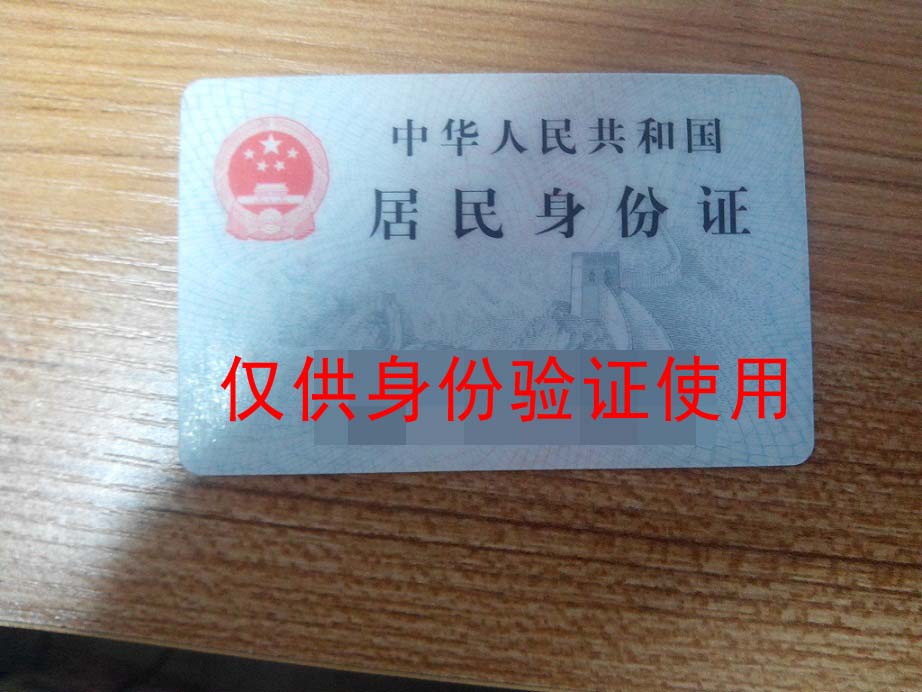 中华人民共和国
居民身份证
仅供身份验证使用